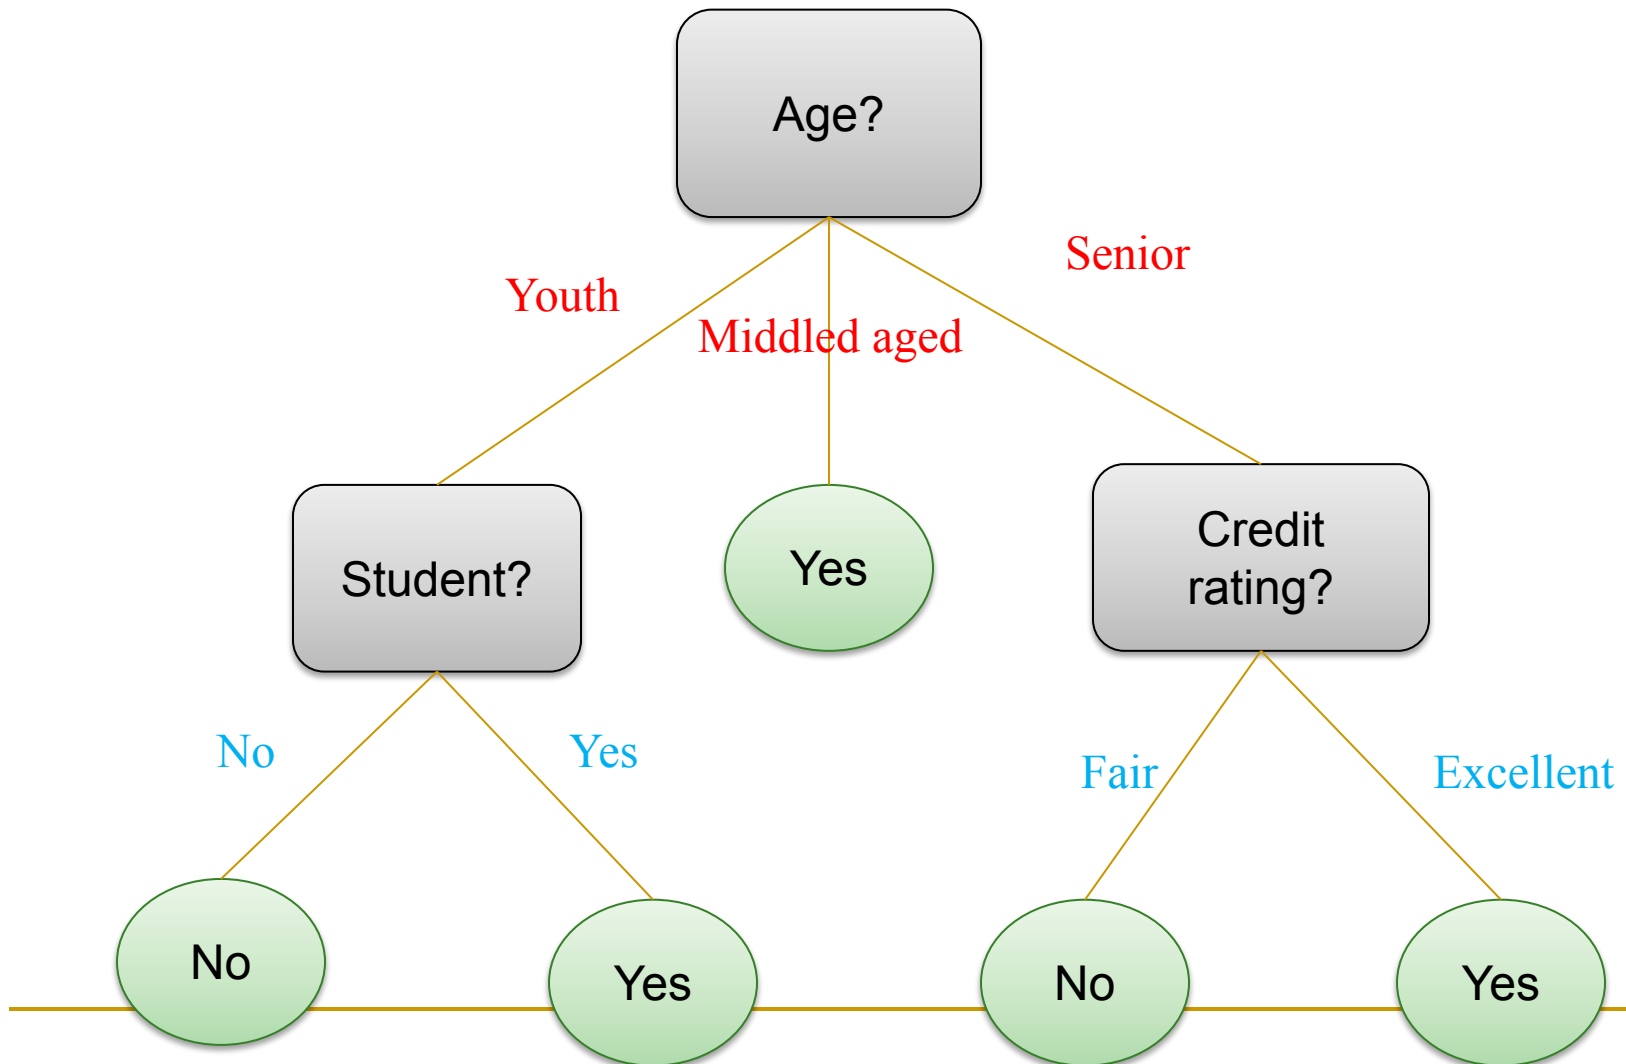 Age?
Senior
Youth
Middled aged
Student?
Yes
Credit
rating?
No
Yes
Fair
Excellent
No
Yes
No
Yes